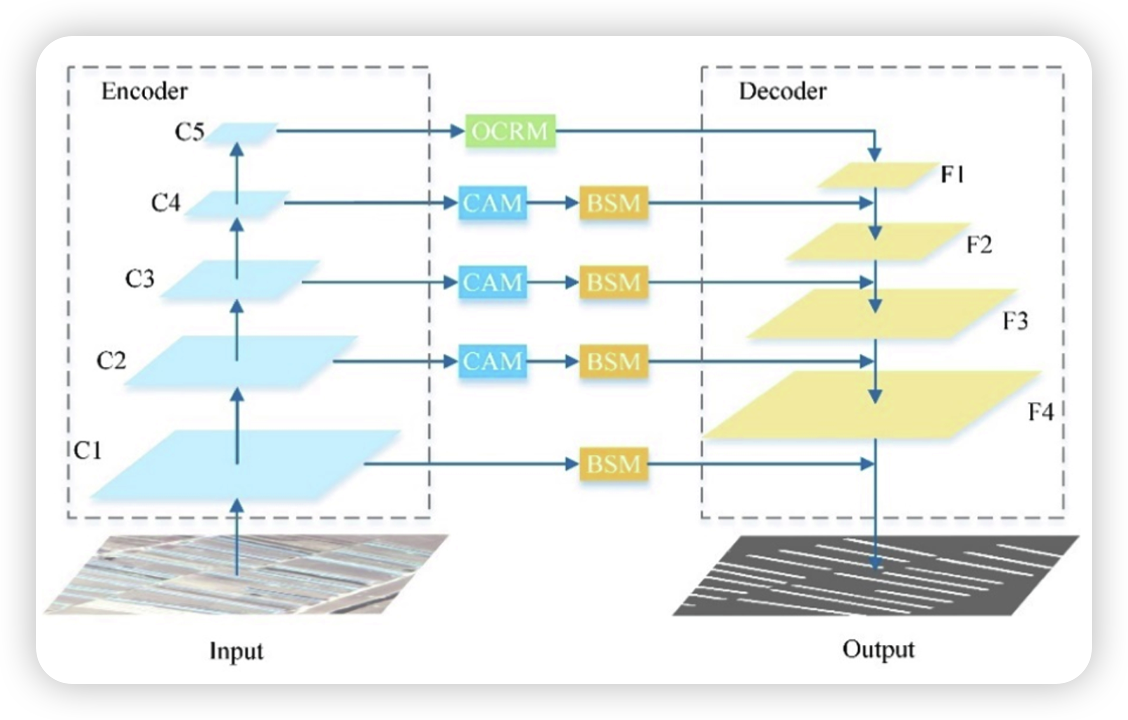 Encoder
Decoder
C5
OCRM
F1
C4
CAM
BSM
F2
C3
CAM
BSM
F3
C2
CAM
BSM
F4
C1
BSM
Input
Output